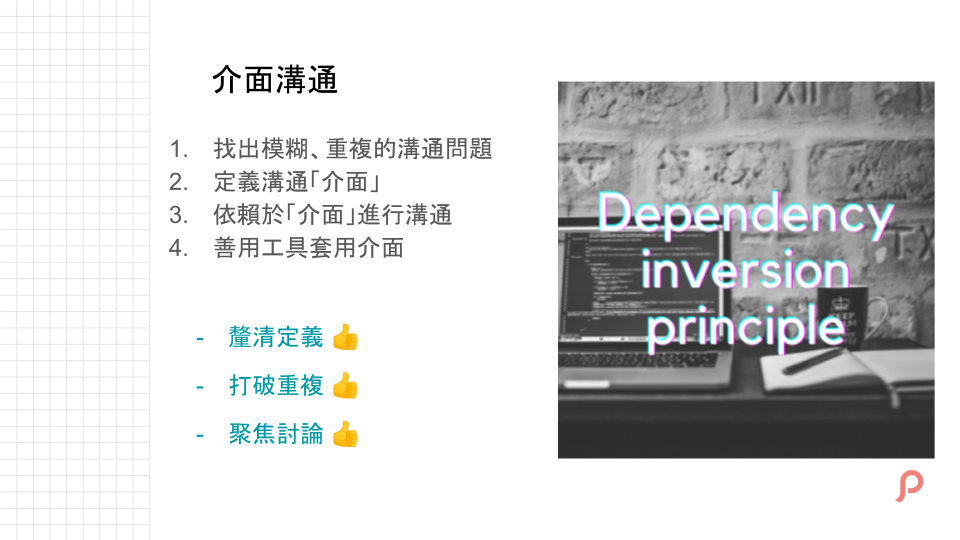 介面溝通
1. 找出模糊、重複的溝通問題
2. 定義溝通「介面」
3. 依賴於「介面」進行溝通
4. 善用工具套用介面
- 釐清定義 👍
- 打破重複 👍
- 聚焦討論 👍
Dependency
inversion
principle